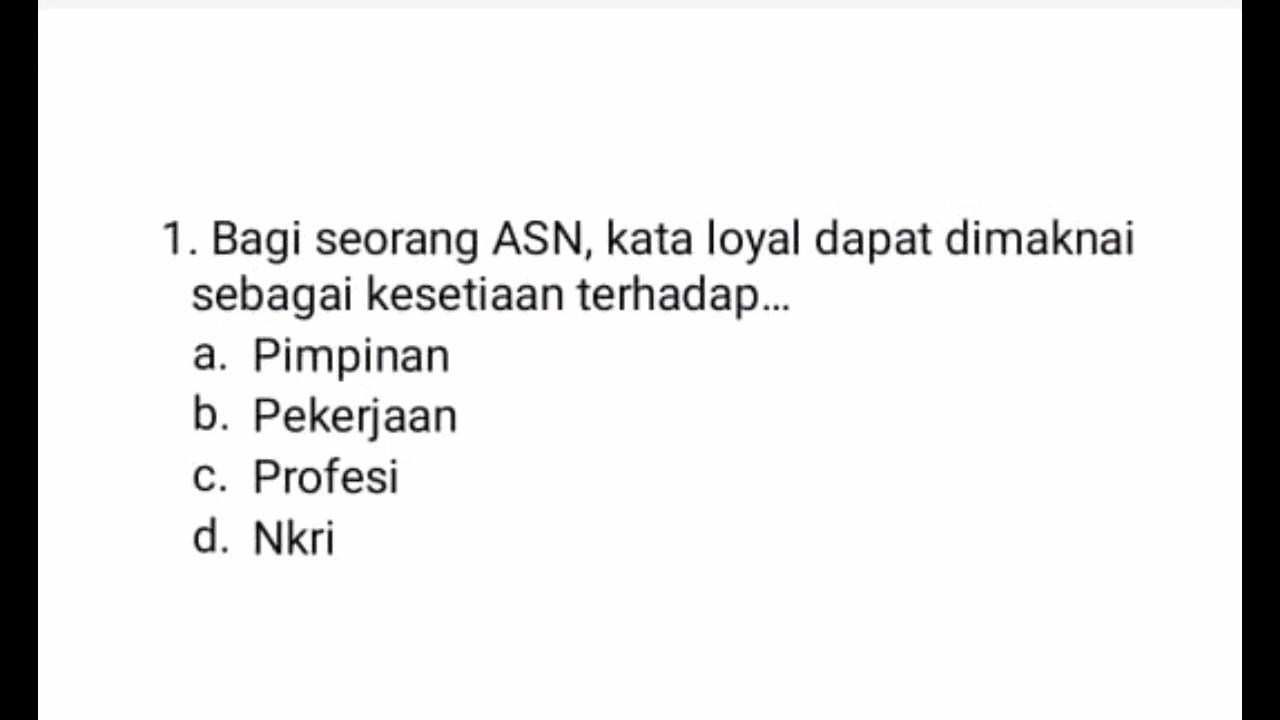 1. Bagi seorang ASN, kata loyal dapat dimaknai
sebagai kesetiaan terhadap...
a. Pimpinan
b. Pekerjaan
c. Profesi
d. Nkri